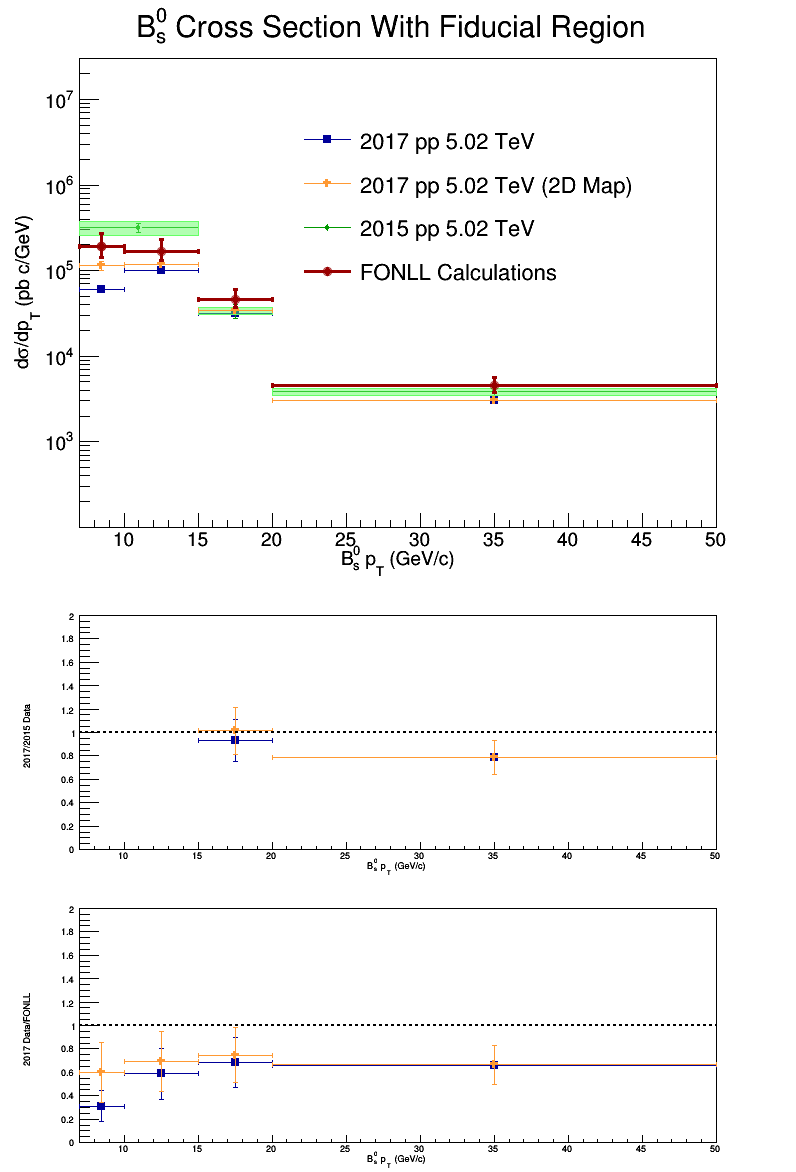 B⁰ₛ Cross Section With Fiducial Region
dσ/dp_T (pb c/GeV)
10⁷
10⁶
10⁵
10⁴
10³
2017 pp 5.02 TeV
2017 pp 5.02 TeV (2D Map)
2015 pp 5.02 TeV
FONLL Calculations
10 15 20 25 30 35 40 45 50
B⁰ₛ p_T (GeV/c)
2017/2015 Data
2
1.8
1.6
1.4
1.2
1
0.8
0.6
0.4
0.2
0
10 15 20 25 30 35 40 45 50
B⁰ₛ p_T (GeV/c)
2017 Data/FONLL
2
1.8
1.6
1.4
1.2
1
0.8
0.6
0.4
0.2
0
10 15 20 25 30 35 40 45 50
B⁰ₛ p_T (GeV/c)